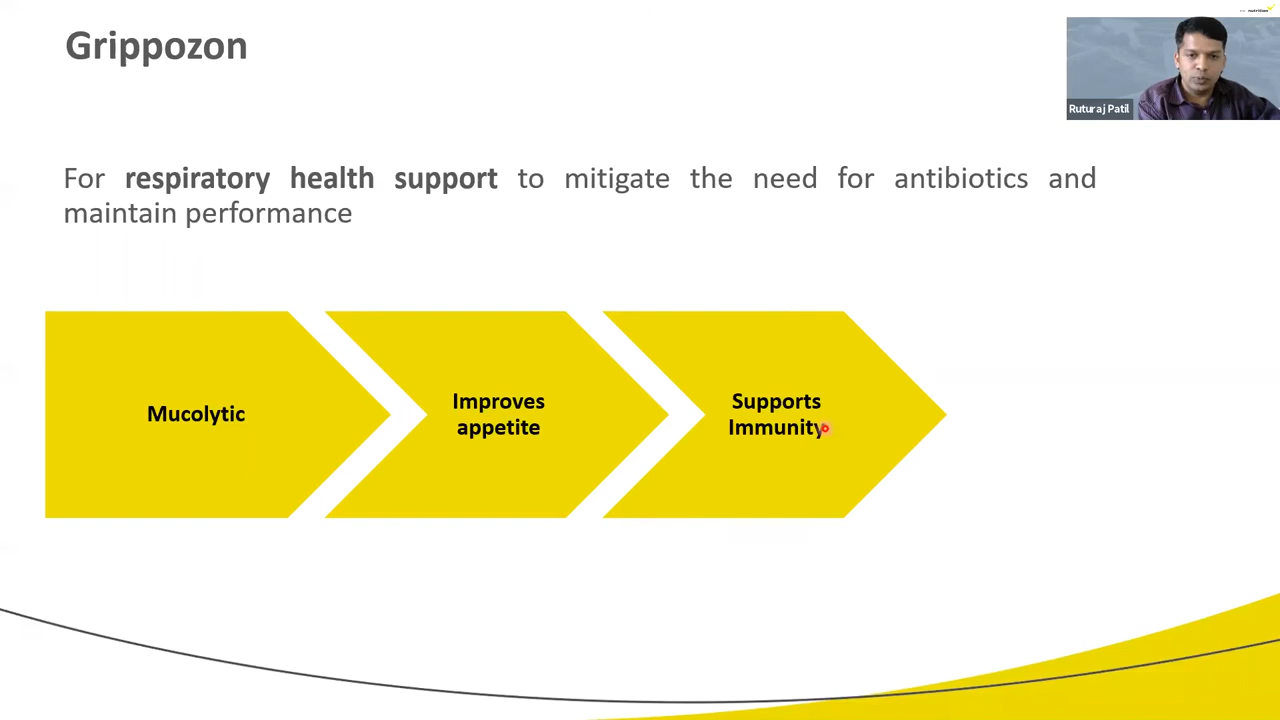 nutrition
Grippozon
Ruturaj Patil
For respiratory health support to mitigate the need for antibiotics and
maintain performance
Mucolytic
Improves
appetite
Supports
Immunity